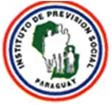 INSTITUTO DE PREVISION SOCIAL
PARAGUAY